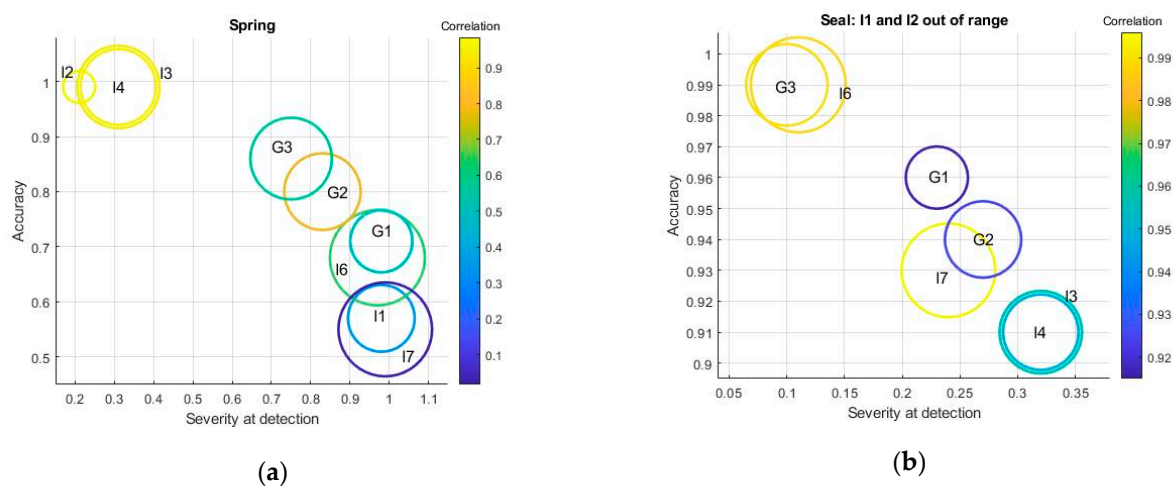 Spring
Correlation
Accuracy
1
0.9
0.8
0.7
0.6
0.5
I2
I4
I3
G3
G2
G1
I6
I1
I7
0.2 0.3 0.4 0.5 0.6 0.7 0.8 0.9 1 1.1
Severity at detection
0.9
0.8
0.7
0.6
0.5
0.4
0.3
0.2
0.1
(a)
Seal: I1 and I2 out of range
Correlation
Accuracy
1
0.99
0.98
0.97
0.96
0.95
0.94
0.93
0.92
0.91
0.9
G3
I6
G1
G2
I7
I3
I4
0.05 0.1 0.15 0.2 0.25 0.3 0.35
Severity at detection
0.99
0.98
0.97
0.96
0.95
0.94
0.93
0.92
(b)